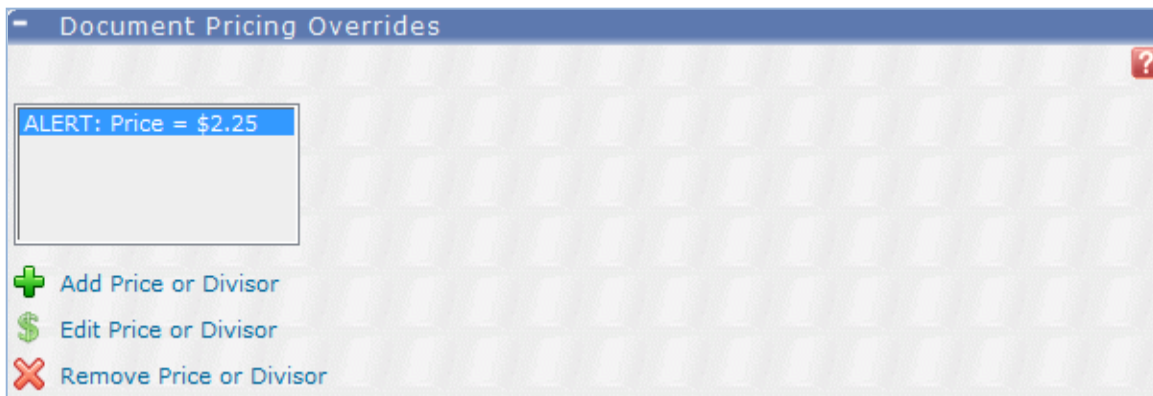 Document Pricing Overrides
?
ALERT: Price = $2.25
Add Price or Divisor
$ Edit Price or Divisor
Remove Price or Divisor